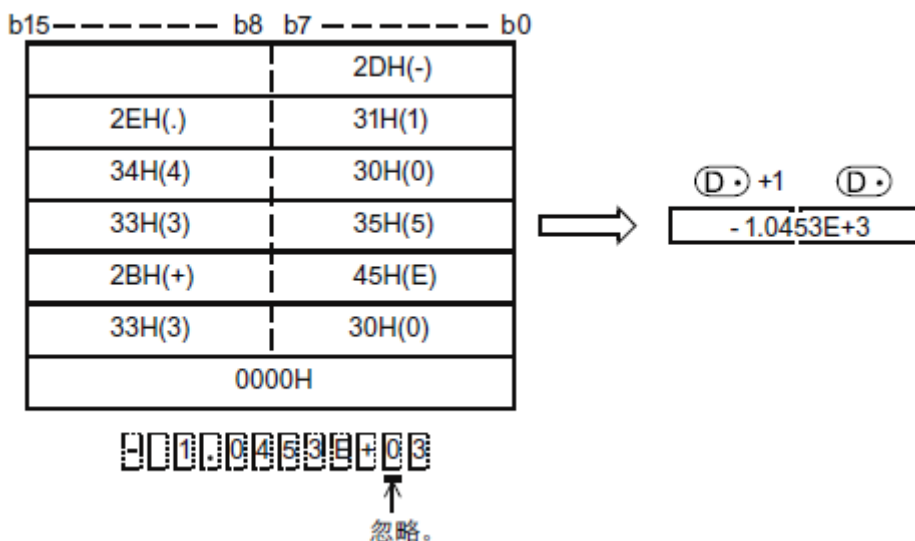 b15 b8 b7 b0
2DH(-)
2EH(.) 31H(1)
34H(4) 30H(0)
33H(3) 35H(5)
2BH(+) 45H(E)
33H(3) 30H(0)
0000H
D・ +1 D・
-1.0453E+3
- 1.0453E+03
忽略。